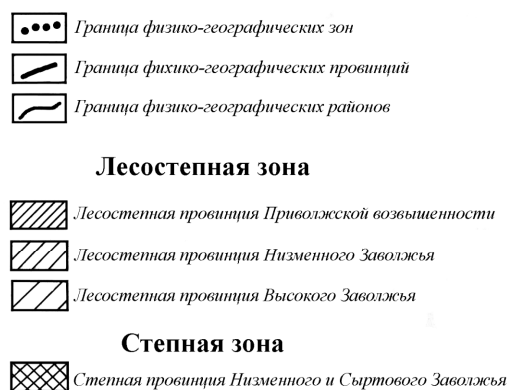 Граница физико-географических зон
Граница фихико-географических провинций
Граница физико-географических районов
Лесостепная зона
Лесостепная провинция Приволжской возвышенности
Лесостепная провинция Низменного Заволжья
Лесостепная провинция Высокого Заволжья
Степная зона
Степная провинция Низменного и Сыртового Заволжья